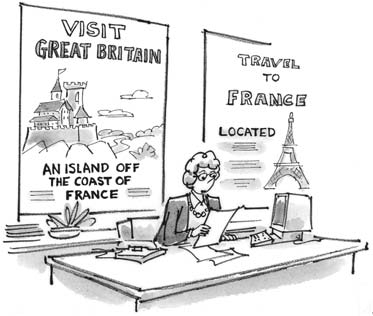 VISIT
GREAT BRITAIN
AN ISLAND OFF
THE COAST OF
FRANCE
TRAVEL
TO
FRANCE
LOCATED